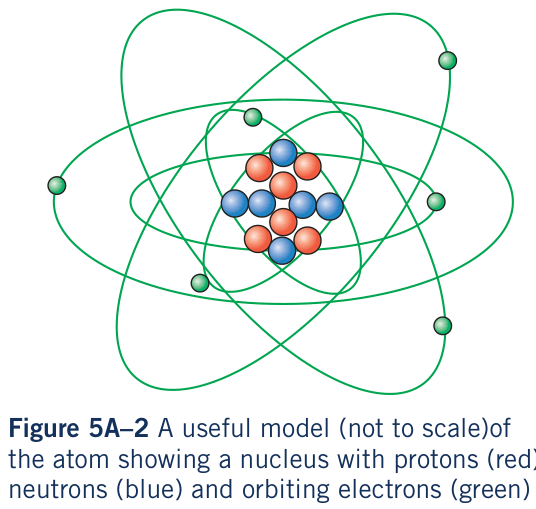 Figure 5A–2 A useful model (not to scale)of
the atom showing a nucleus with protons (red)
neutrons (blue) and orbiting electrons (green)